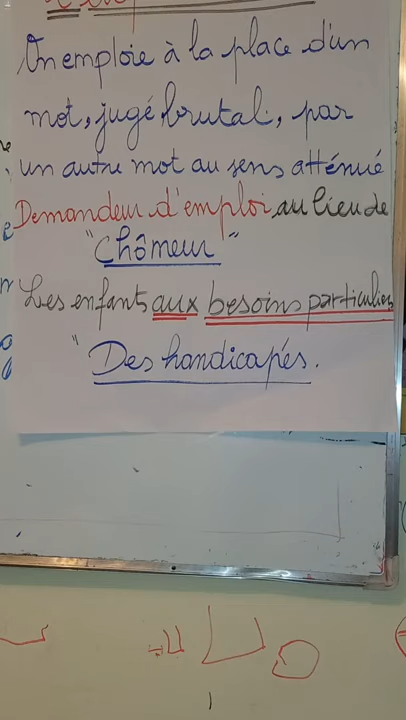 On emploie à la place d'un
mot, jugé brutal, par
un autre mot au sens atténué
Demandeur d'emploi, au lieu de
"Chômeur"
Les enfants aux besoins particuliers
" Des handicapés.